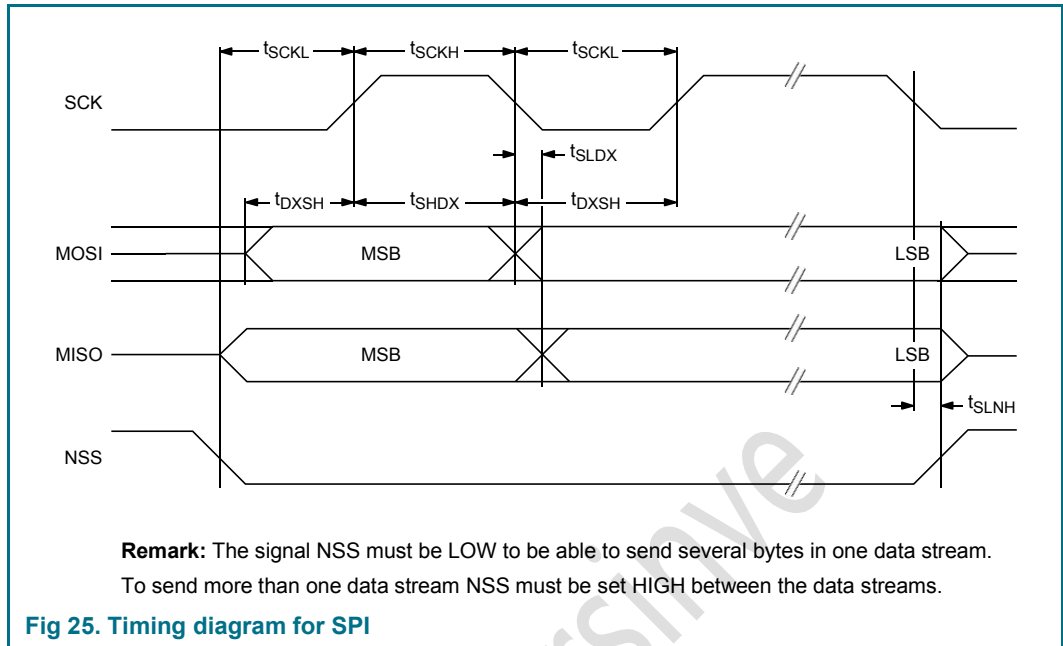 tSCKL tSCKH tSCKL
SCK
tSLDX
tDXSH tSHDX tDXSH
MOSI MSB LSB
MISO MSB LSB
tSLNH
NSS
Remark: The signal NSS must be LOW to be able to send several bytes in one data stream.
To send more than one data stream NSS must be set HIGH between the data streams.
Fig 25. Timing diagram for SPI